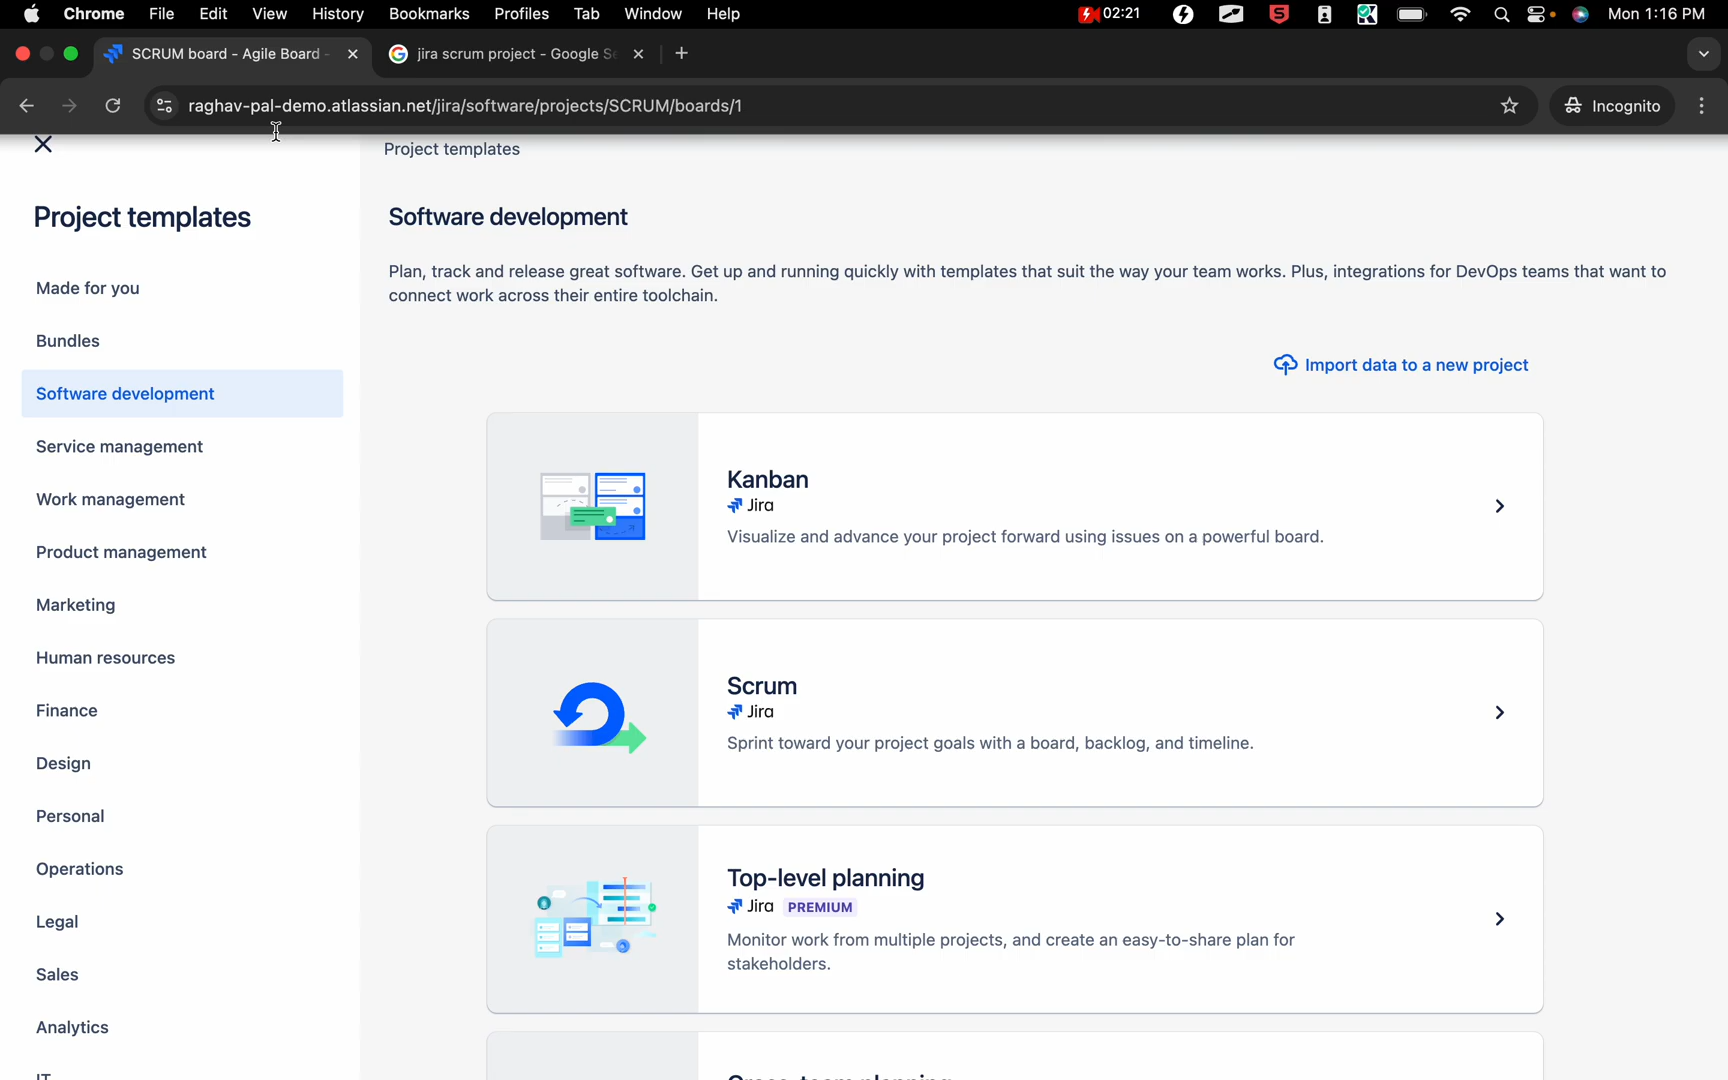 Chrome File Edit View History Bookmarks Profiles Tab Window Help 02:21 Mon 1:16 PM
SCRUM board - Agile Board - jira scrum project - Google Se
raghav-pal-demo.atlassian.net/jira/software/projects/SCRUM/boards/1 Incognito
Project templates
Project templates
Made for you
Bundles
Software development
Service management
Work management
Product management
Marketing
Human resources
Finance
Design
Personal
Operations
Legal
Sales
Analytics
IT
Software development
Plan, track and release great software. Get up and running quickly with templates that suit the way your team works. Plus, integrations for DevOps teams that want to
connect work across their entire toolchain.
Import data to a new project
Kanban
Jira
Visualize and advance your project forward using issues on a powerful board.
Scrum
Jira
Sprint toward your project goals with a board, backlog, and timeline.
Top-level planning
Jira PREMIUM
Monitor work from multiple projects, and create an easy-to-share plan for
stakeholders.
Cross-team planning